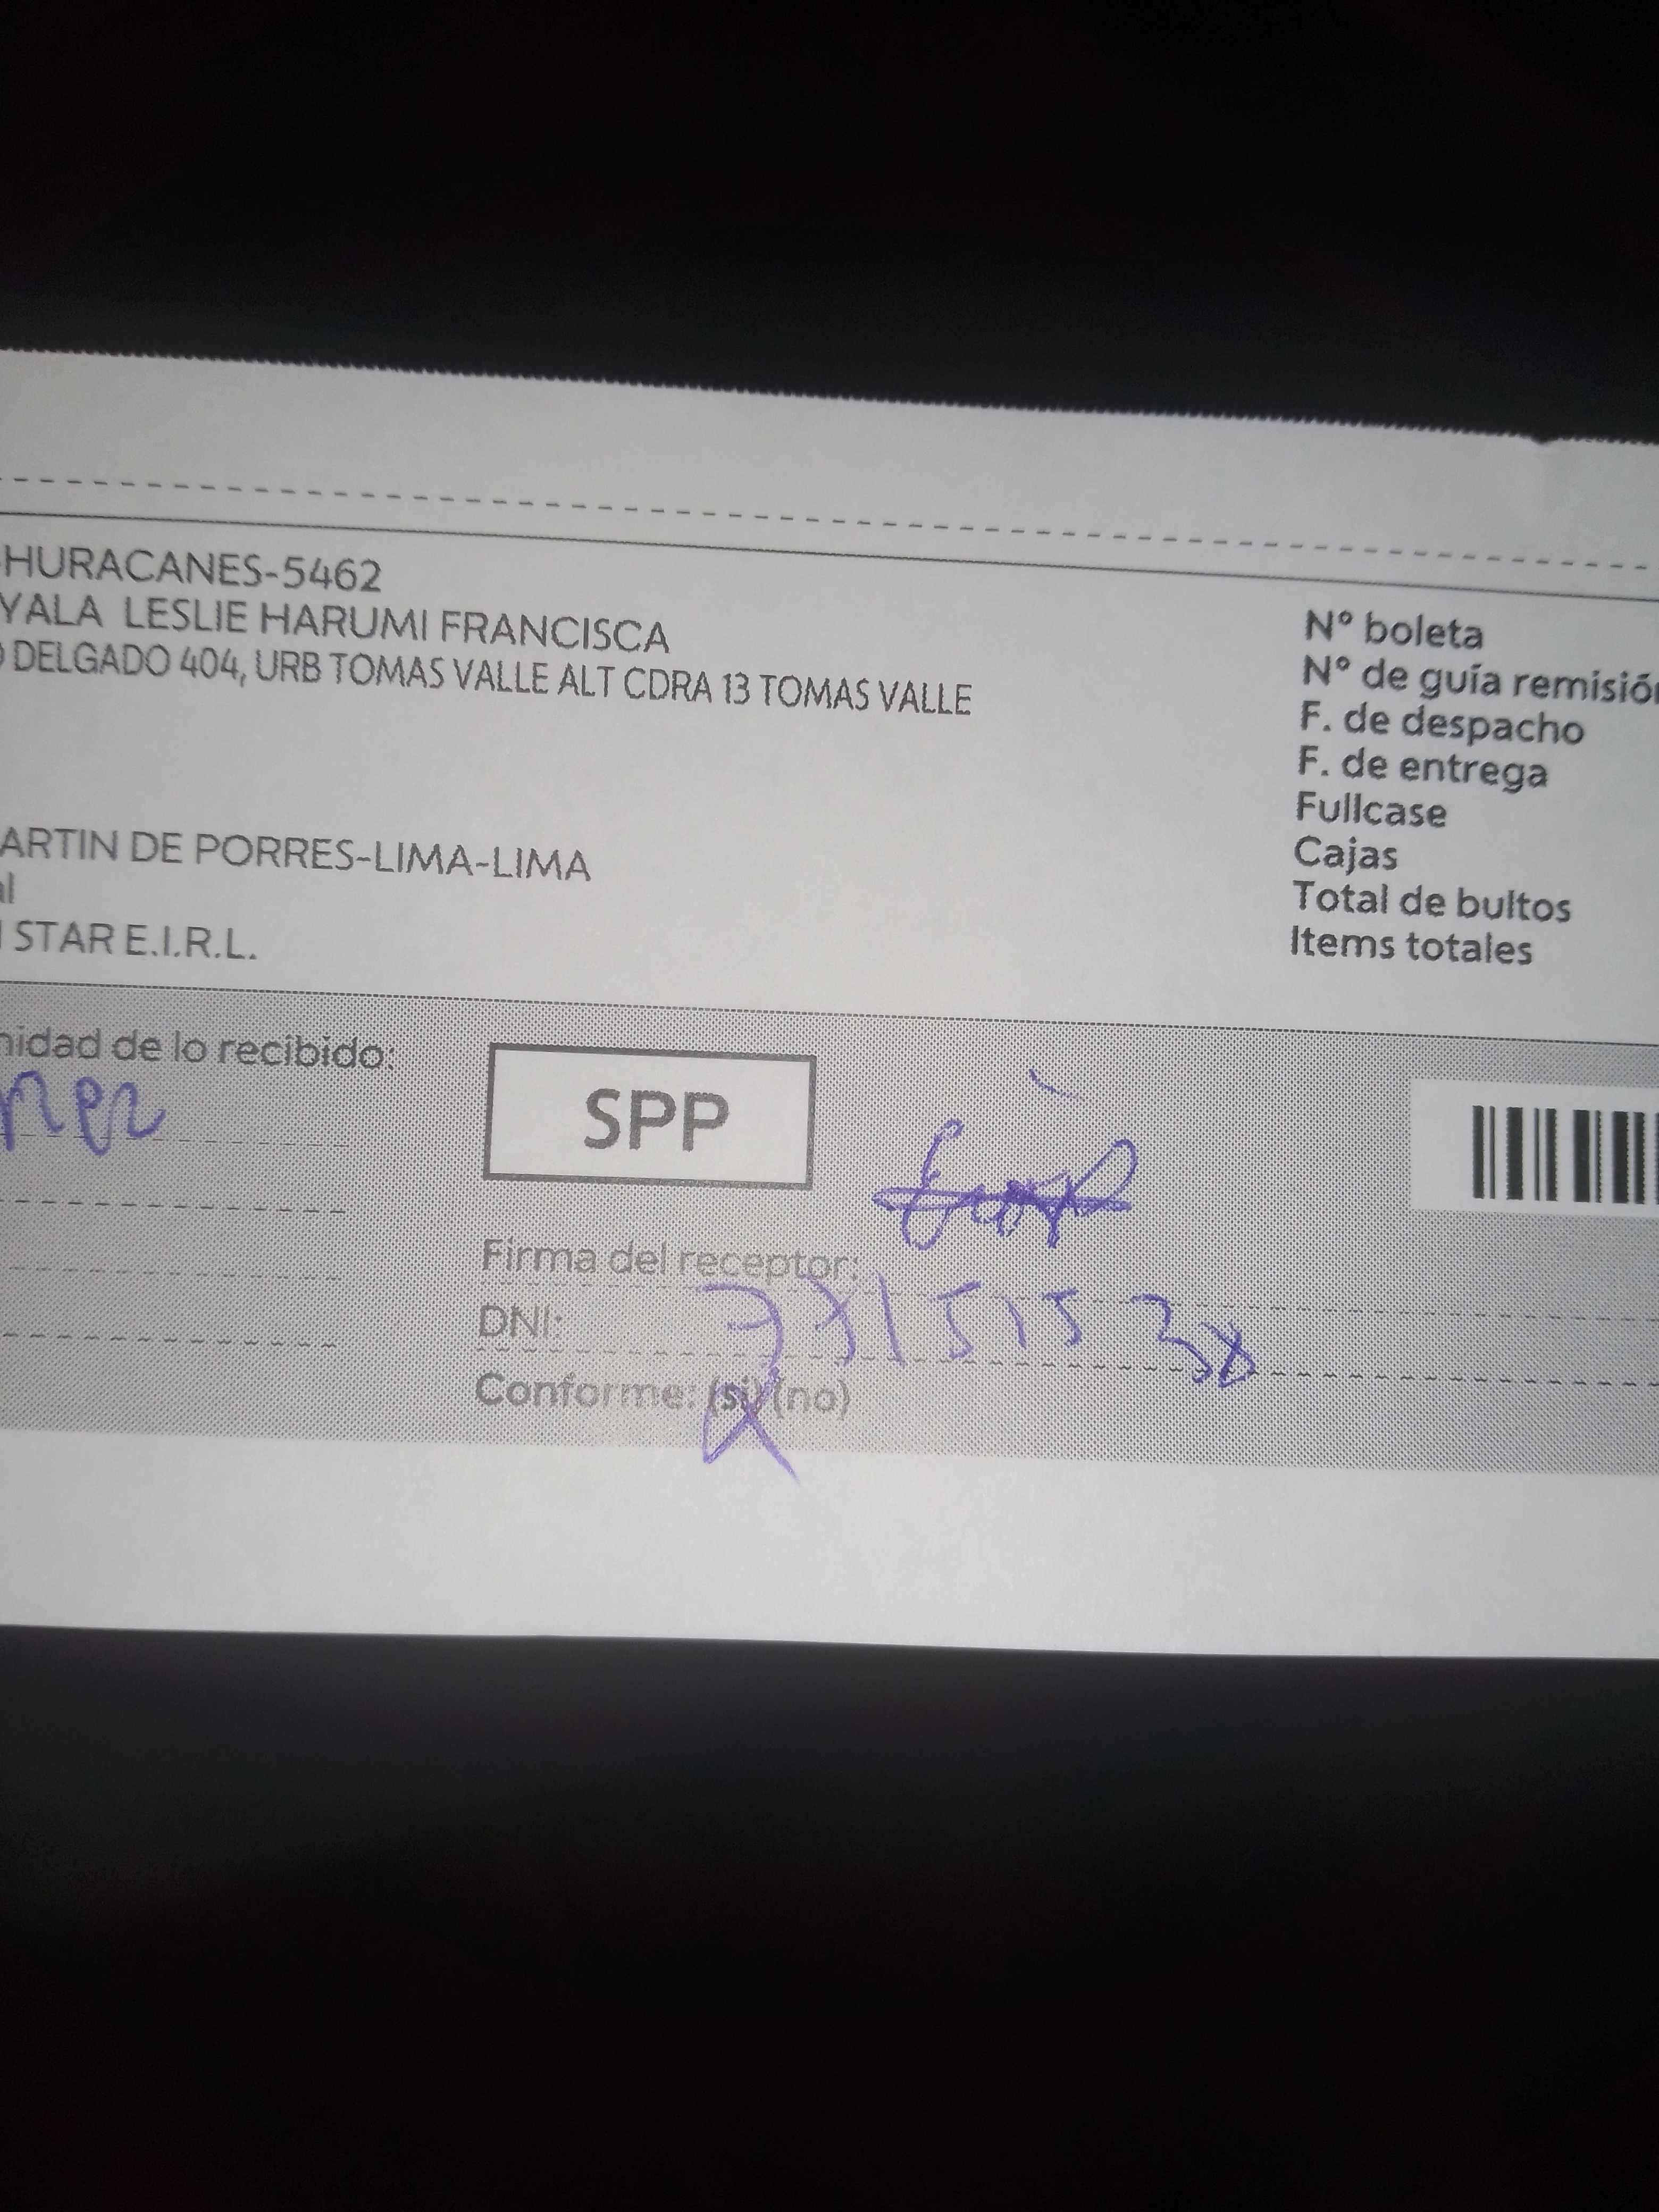 -HURACANES-5462
YALA LESLIE HARUMI FRANCISCA
DELGADO 404, URB TOMAS VALLE ALT CDRA 13 TOMAS VALLE
ARTIN DE PORRES-LIMA-LIMA
al
STAR E.I.R.L.
N° boleta
N° de guía remisión
F. de despacho
F. de entrega
Fullcase
Cajas
Total de bultos
Items totales
nidad de lo recibido:
SPP
Firma del receptor:
DNI:
Conforme: (si) (no)